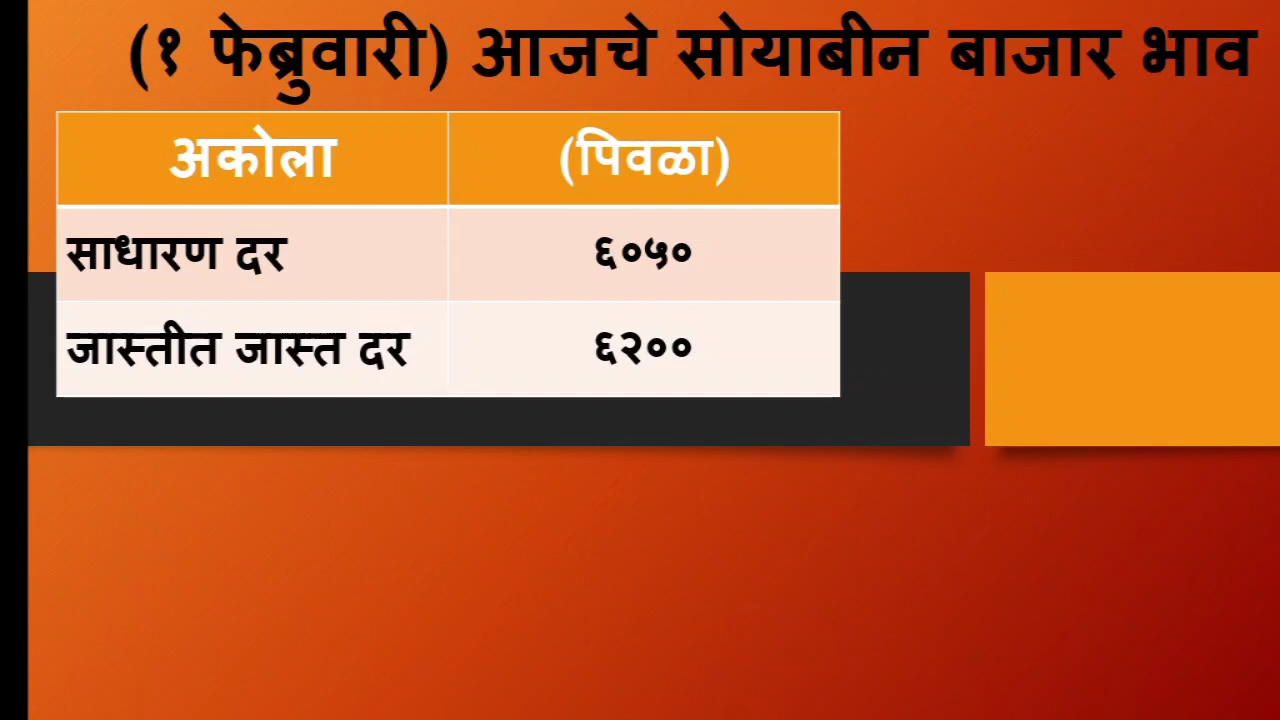 (१ फेब्रुवारी) आजचे सोयाबीन बाजार भाव
अकोला (पिवळा)
साधारण दर ६०५०
जास्तीत जास्त दर ६२००